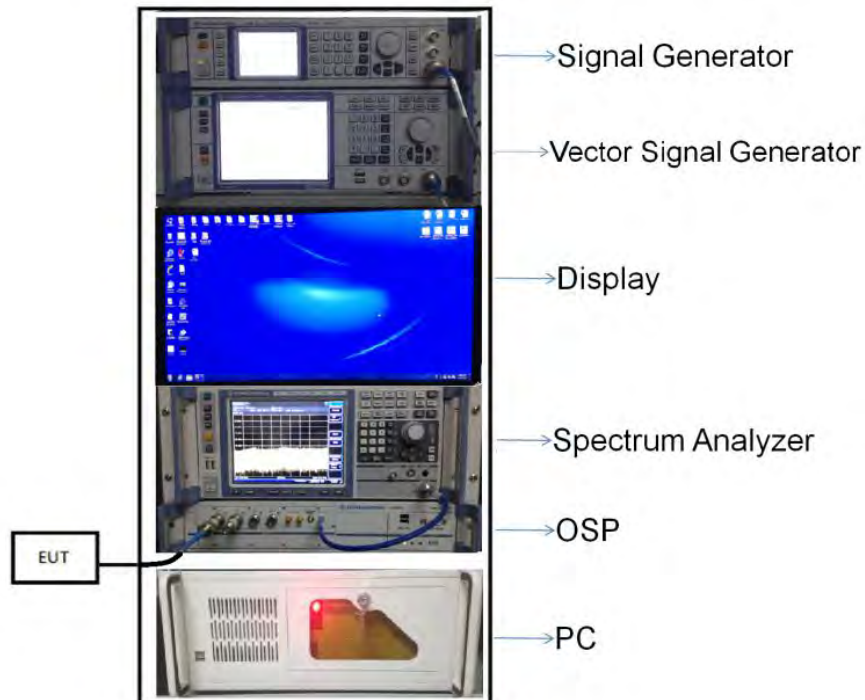 Signal Generator
Vector Signal Generator
Display
Spectrum Analyzer
OSP
EUT
PC